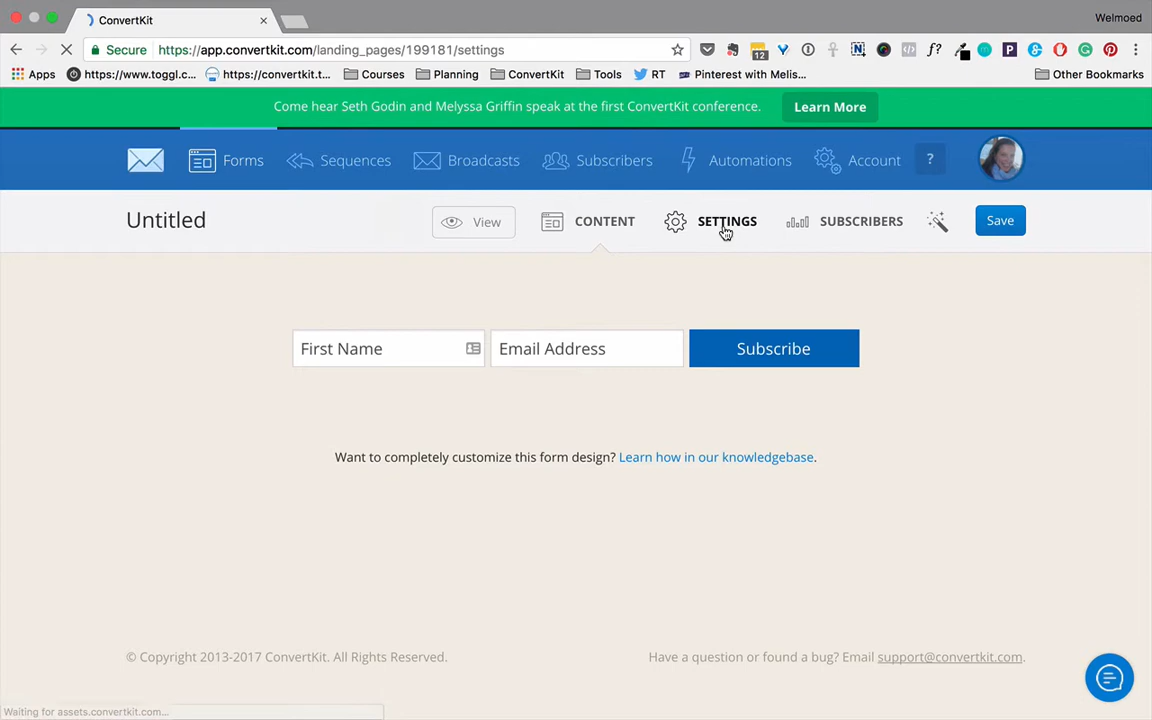 ConvertKit
Welmoed
Secure https://app.convertkit.com/landing_pages/199181/settings
12
f?
P
Apps https://www.toggl.c... https://convertkit.t... Courses Planning ConvertKit Tools RT Pinterest with Melis... Other Bookmarks
Come hear Seth Godin and Melyssa Griffin speak at the first ConvertKit conference. Learn More
Forms Sequences Broadcasts Subscribers Automations Account ?
Untitled View CONTENT SETTINGS SUBSCRIBERS Save
First Name Email Address Subscribe
Want to completely customize this form design? Learn how in our knowledgebase.
© Copyright 2013-2017 ConvertKit. All Rights Reserved. Have a question or found a bug? Email support@convertkit.com.
Waiting for assets.convertkit.com...